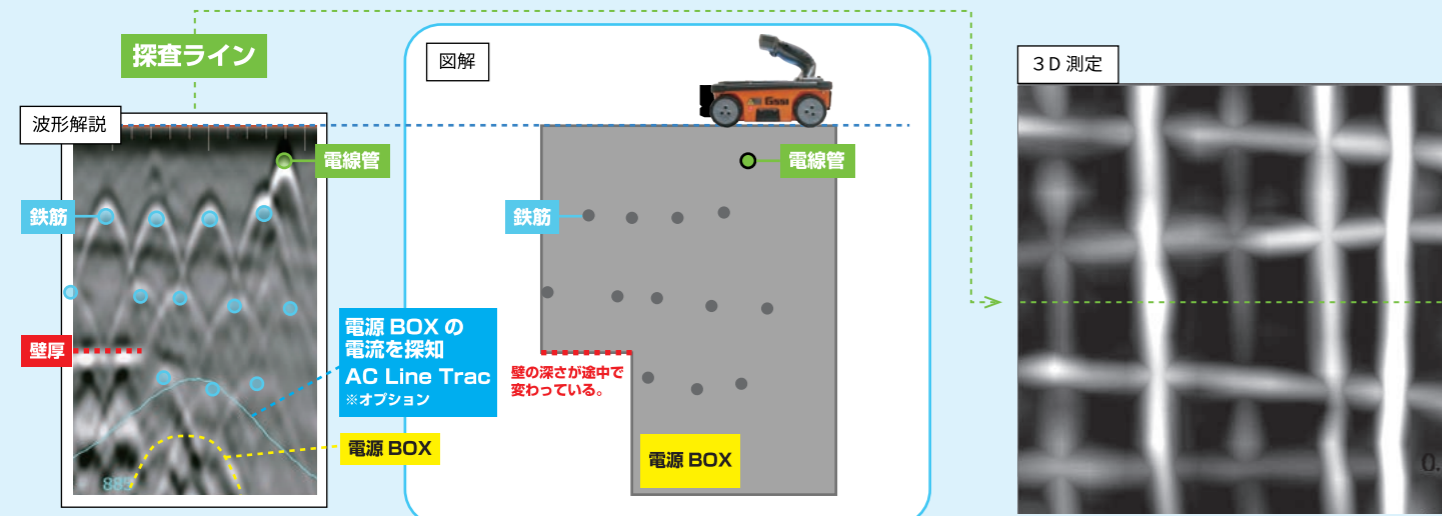 探査ライン
図解
3D 測定
波形解説
GSSI
電線管
電線管
鉄筋
鉄筋
壁厚
電源 BOX の
電流を探知
AC Line Trac
※オプション
壁の深さが途中で
変わっている。
電源 BOX
電源 BOX
0.